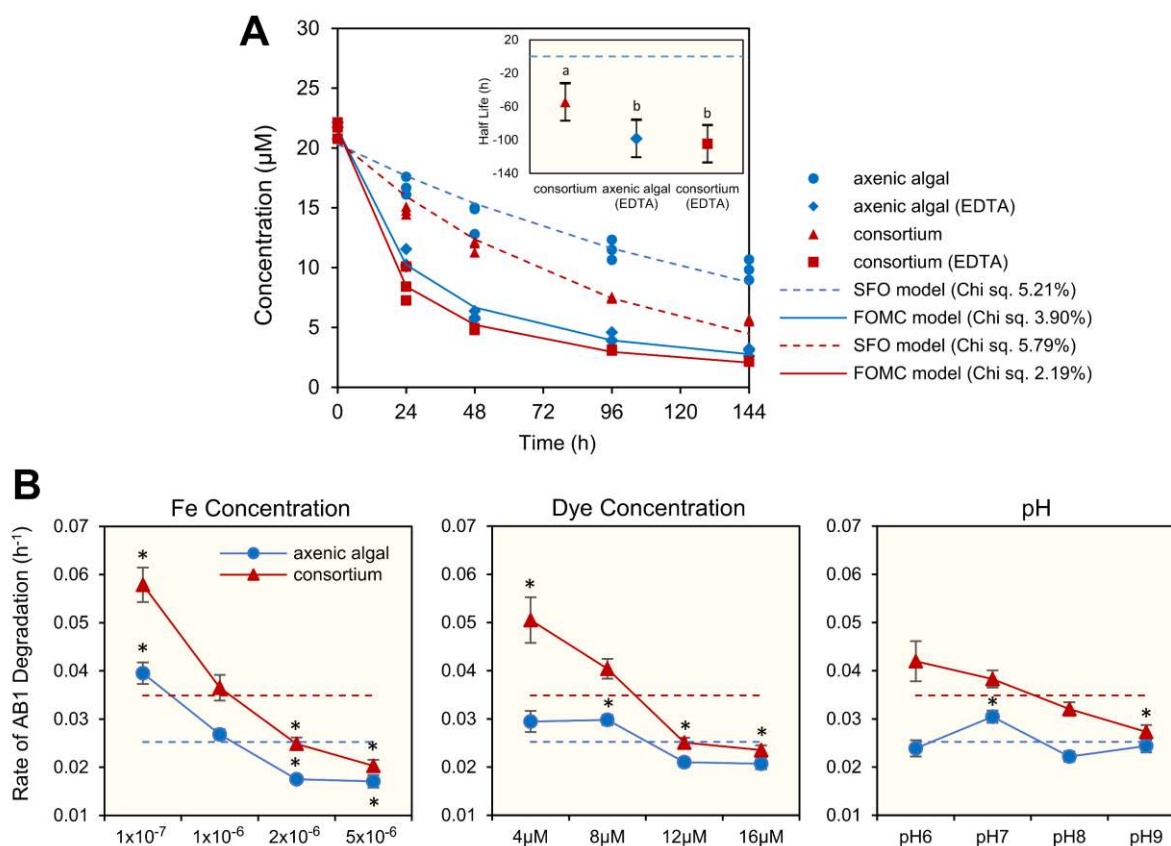 A
30
25
20
15
10
5
0
Concentration (µM)
0 24 48 72 96 120 144
Time (h)
20
-20
-60
-100
-140
Half Life (h)
a
b
b
consortium axenic algal (EDTA) consortium (EDTA)
axenic algal
axenic algal (EDTA)
consortium
consortium (EDTA)
SFO model (Chi sq. 5.21%)
FOMC model (Chi sq. 3.90%)
SFO model (Chi sq. 5.79%)
FOMC model (Chi sq. 2.19%)
B
Rate of AB1 Degradation (h⁻¹)
Fe Concentration
0.07
0.06
0.05
0.04
0.03
0.02
0.01
axenic algal
consortium
*
*
*
*
*
*
1x10⁻⁷ 1x10⁻⁶ 2x10⁻⁶ 5x10⁻⁶
Dye Concentration
0.07
0.06
0.05
0.04
0.03
0.02
0.01
*
*
*
*
4µM 8µM 12µM 16µM
pH
0.07
0.06
0.05
0.04
0.03
0.02
0.01
*
*
pH6 pH7 pH8 pH9